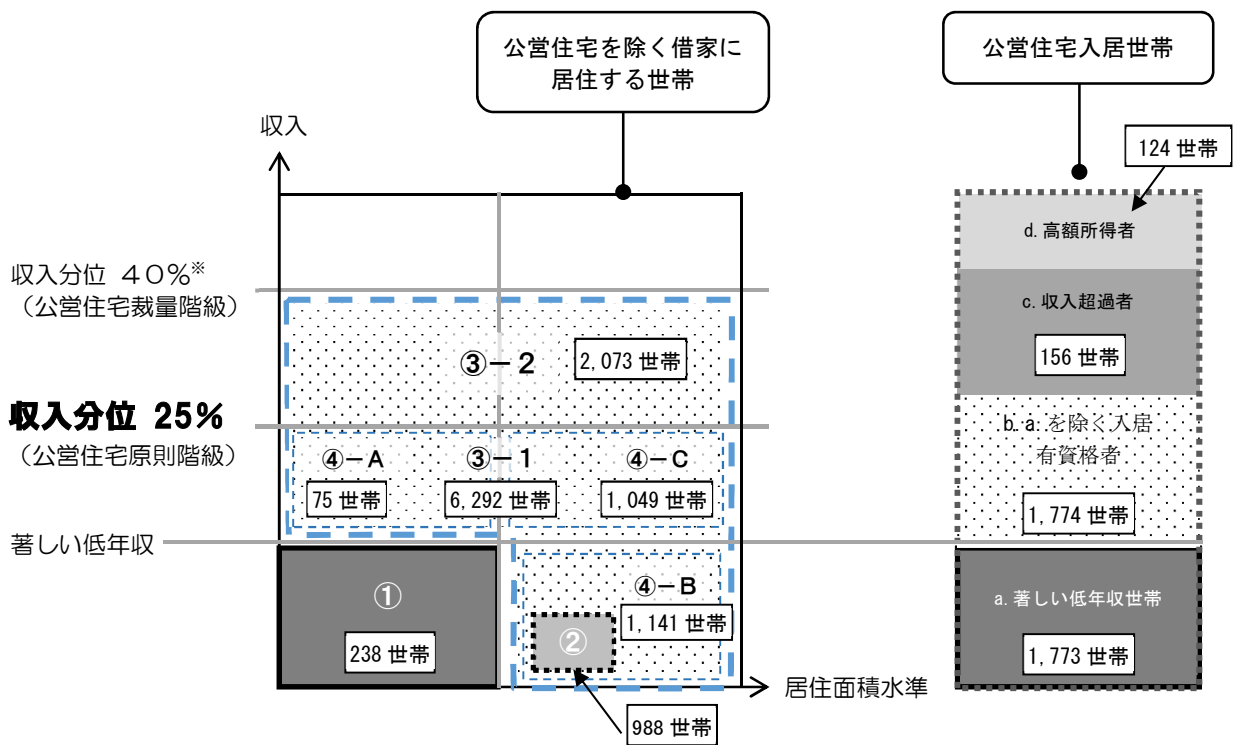 公営住宅を除く借家に
居住する世帯
公営住宅入居世帯
収入
124 世帯
d. 高額所得者
収入分位 40%※
(公営住宅裁量階級)
c. 収入超過者
156 世帯
③-2
2,073 世帯
収入分位 25%
(公営住宅原則階級)
b. a. を除く入居
有資格者
1,774 世帯
④-A
③-1
④-C
75 世帯
6,292 世帯
1,049 世帯
著しい低年収
①
238 世帯
④-B
1,141 世帯
②
a. 著しい低年収世帯
1,773 世帯
居住面積水準
988 世帯